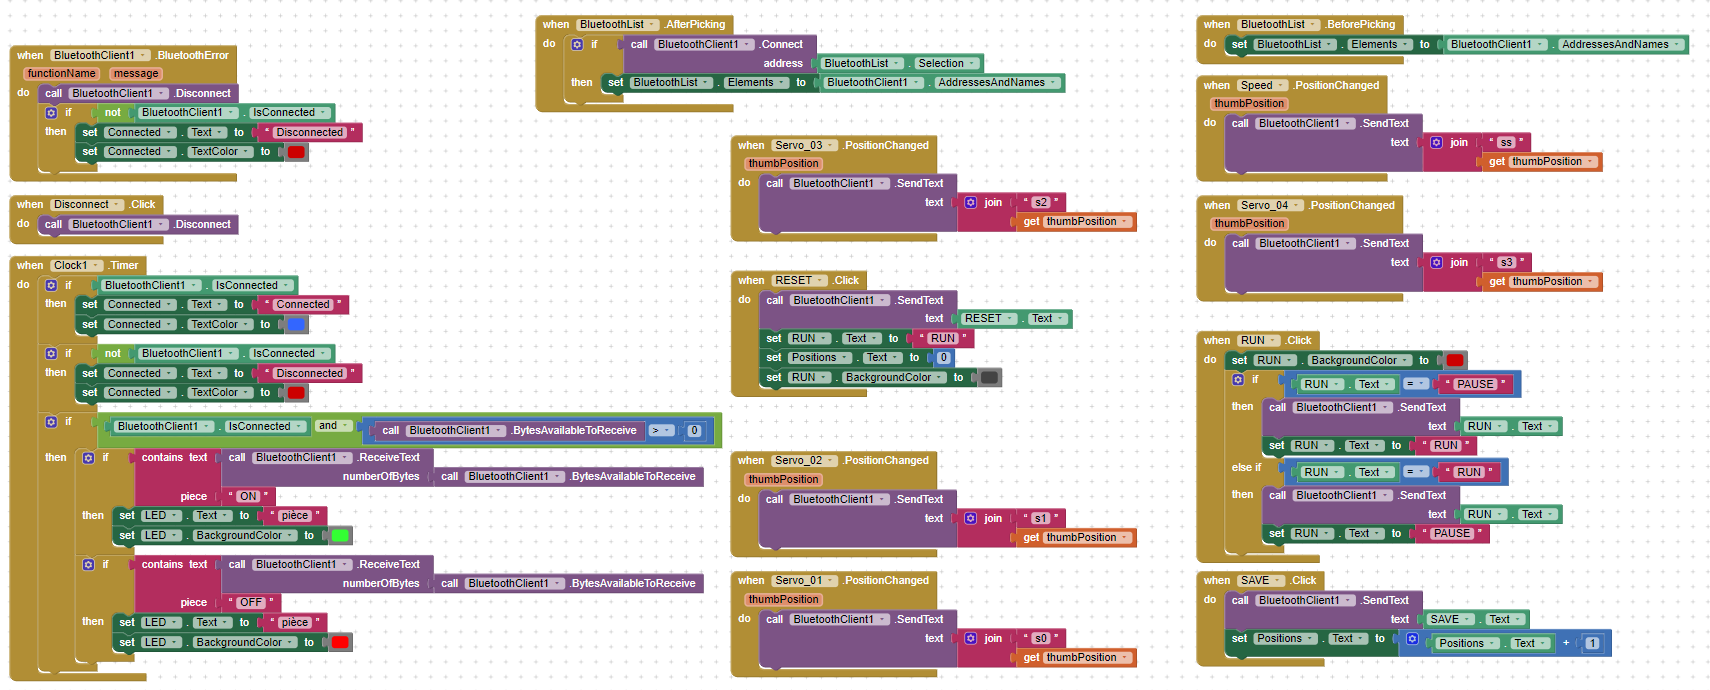 when BluetoothClient1 .BluetoothError
functionName message
do call BluetoothClient1 .Disconnect
if not BluetoothClient1 . IsConnected
then set Connected . Text to " Disconnected "
set Connected . TextColor to
when Disconnect .Click
do call BluetoothClient1 .Disconnect
when Clock1 .Timer
do if BluetoothClient1 . IsConnected
then set Connected . Text to " Connected "
set Connected . TextColor to
if not BluetoothClient1 . IsConnected
then set Connected . Text to " Disconnected "
set Connected . TextColor to
if BluetoothClient1 . IsConnected and call BluetoothClient1 .BytesAvailableToReceive > 0
then if contains text call BluetoothClient1 .ReceiveText
numberOfBytes call BluetoothClient1 .BytesAvailableToReceive
piece " ON "
then set LED . Text to " pièce "
set LED . BackgroundColor to
if contains text call BluetoothClient1 .ReceiveText
numberOfBytes call BluetoothClient1 .BytesAvailableToReceive
piece " OFF "
then set LED . Text to " pièce "
set LED . BackgroundColor to
when BluetoothList .AfterPicking
do if call BluetoothClient1 .Connect
address BluetoothList . Selection
then set BluetoothList . Elements to BluetoothClient1 . AddressesAndNames
when Servo_03 .PositionChanged
thumbPosition
do call BluetoothClient1 .SendText
text join " s2 "
get thumbPosition
when RESET .Click
do call BluetoothClient1 .SendText
text RESET . Text
set RUN . Text to " RUN "
set Positions . Text to 0
set RUN . BackgroundColor to
when Servo_02 .PositionChanged
thumbPosition
do call BluetoothClient1 .SendText
text join " s1 "
get thumbPosition
when Servo_01 .PositionChanged
thumbPosition
do call BluetoothClient1 .SendText
text join " s0 "
get thumbPosition
when BluetoothList .BeforePicking
do set BluetoothList . Elements to BluetoothClient1 . AddressesAndNames
when Speed .PositionChanged
thumbPosition
do call BluetoothClient1 .SendText
text join " ss "
get thumbPosition
when Servo_04 .PositionChanged
thumbPosition
do call BluetoothClient1 .SendText
text join " s3 "
get thumbPosition
when RUN .Click
do set RUN . BackgroundColor to
if RUN . Text = " PAUSE "
then call BluetoothClient1 .SendText
text RUN . Text
set RUN . Text to " RUN "
else if RUN . Text = " RUN "
then call BluetoothClient1 .SendText
text RUN . Text
set RUN . Text to " PAUSE "
when SAVE .Click
do call BluetoothClient1 .SendText
text SAVE . Text
set Positions . Text to Positions . Text + 1